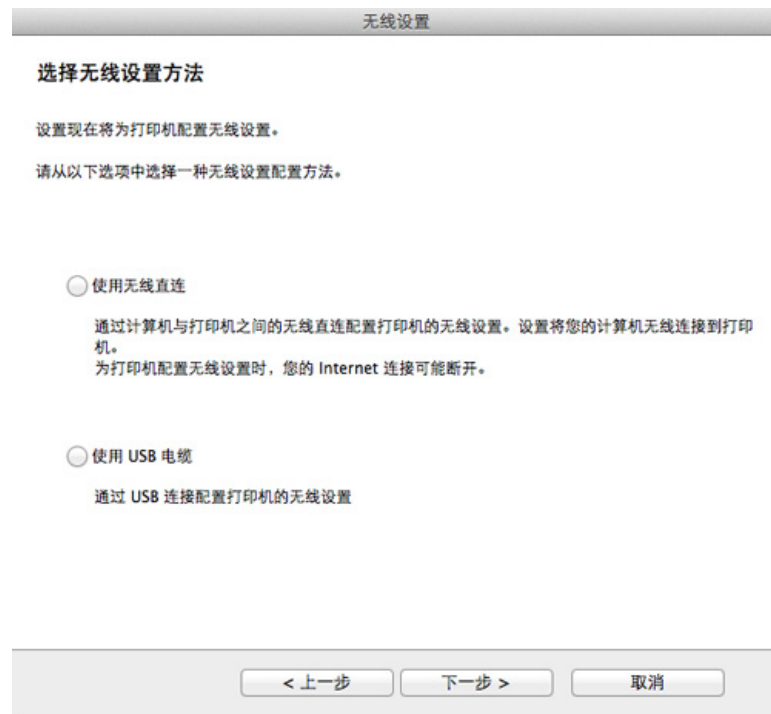 无线设置
选择无线设置方法
设置现在将为打印机配置无线设置。
请从以下选项中选择一种无线设置配置方法。
使用无线直连
通过计算机与打印机之间的无线直连配置打印机的无线设置。设置将您的计算机无线连接到打印
机。
为打印机配置无线设置时，您的 Internet 连接可能断开。
使用 USB 电缆
通过 USB 连接配置打印机的无线设置
< 上一步
下一步 >
取消